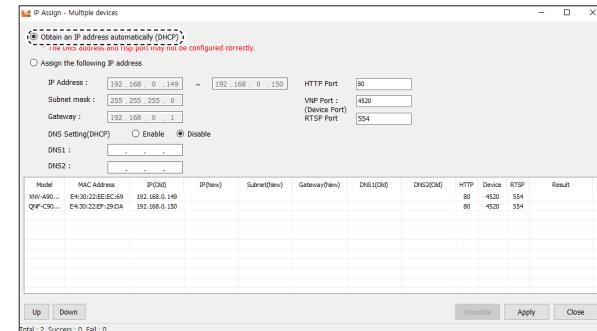 IP Assign - Multiple devices
Obtain an IP address automatically (DHCP)
The DNS address and rtsp port may not be configured correctly.
Assign the following IP address
IP Address : 192 . 168 . 0 . 149 ~ 192 . 168 . 0 . 150 HTTP Port 80
Subnet mask : 255 . 255 . 255 . 0 VNP Port : 4520
(Device Port)
Gateway : 192 . 168 . 0 . 1 RTSP Port 554
DNS Setting(DHCP) Enable Disable
DNS1 : . . .
DNS2 : . . .
Model MAC Address IP(Old) IP(New) Subnet(New) Gateway(New) DNS1(Old) DNS2(Old) HTTP Device RTSP Result
XNV-A90... E4:30:22:EE:EC:69 192.168.0.149 80 4520 554
QNF-C90... E4:30:22:EF:29:DA 192.168.0.150 80 4520 554
Up Down Simulate Apply Close
Total : 2, Success : 0, Fail : 0